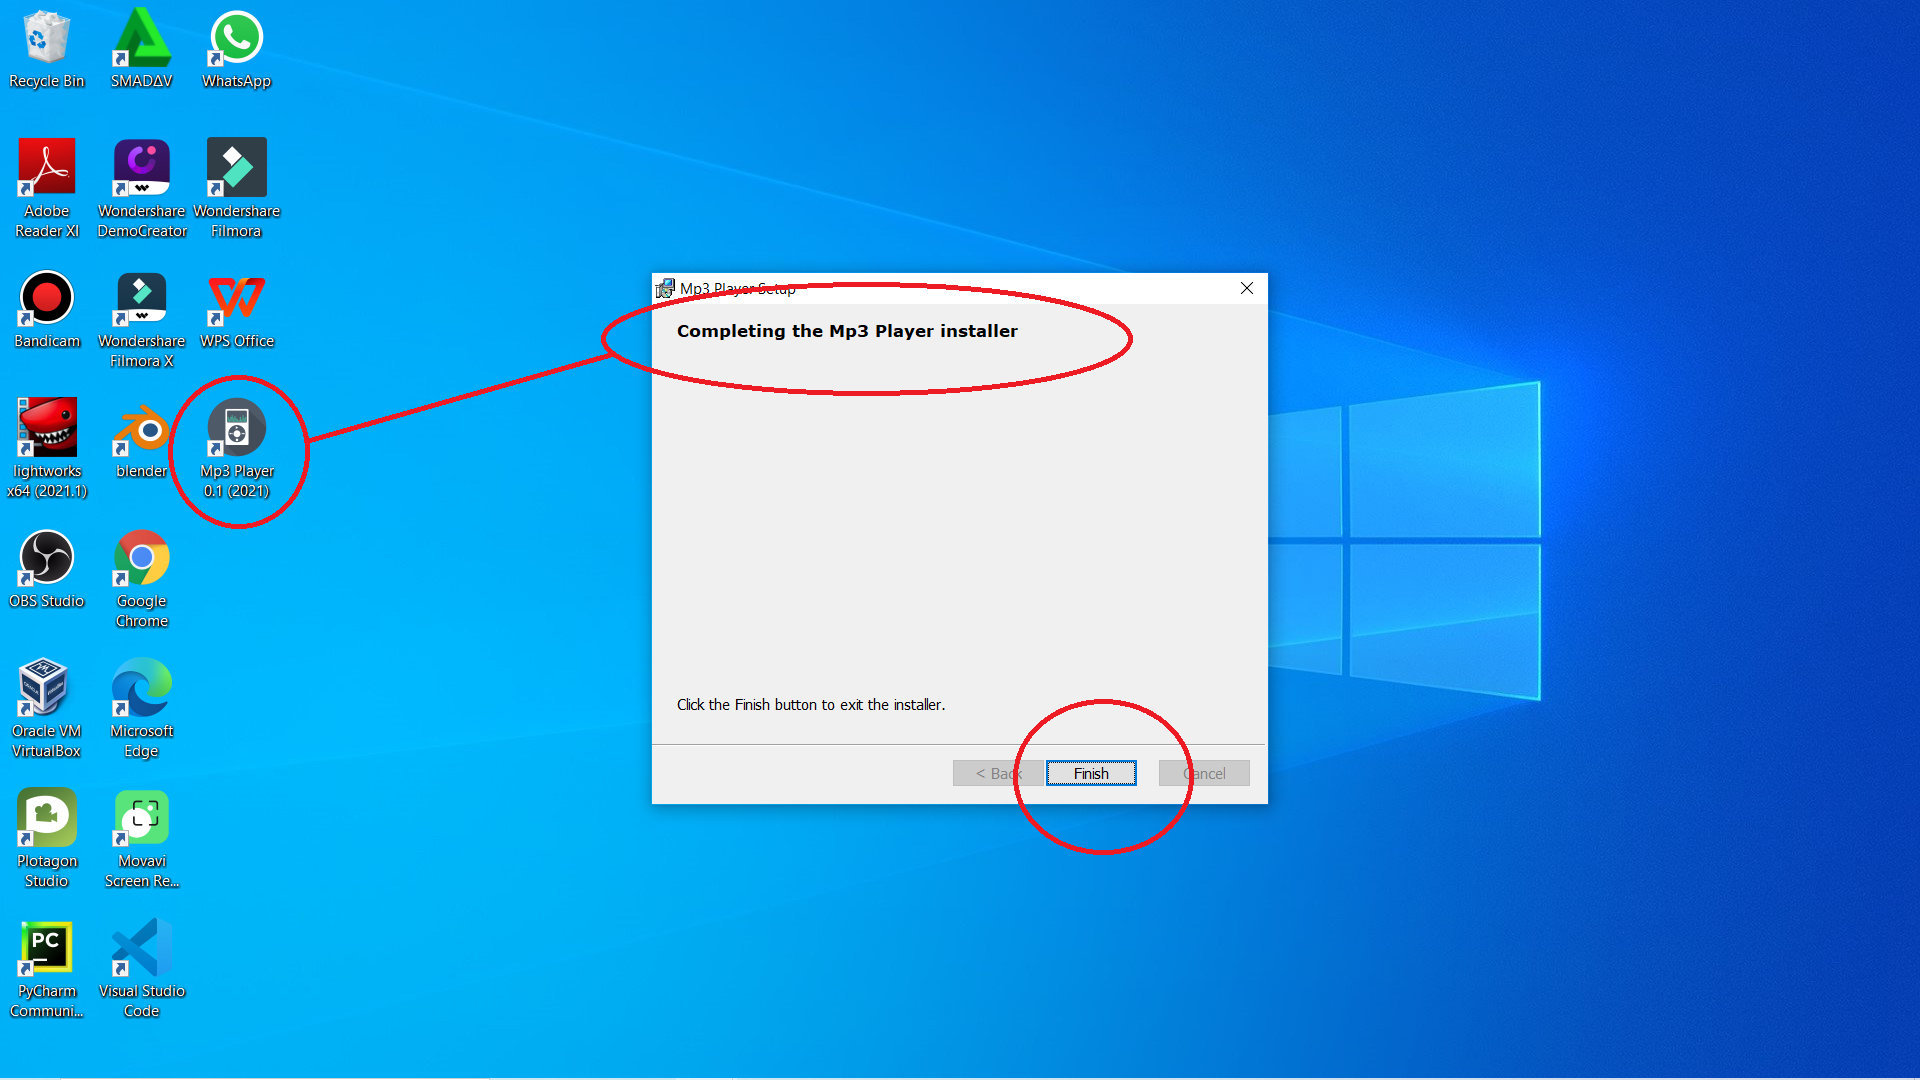 Recycle Bin
SMADΔV
WhatsApp
Adobe
Reader XI
Wondershare
DemoCreator
Wondershare
Filmora
Bandicam
Wondershare
Filmora X
WPS Office
lightworks
x64 (2021.1)
blender
Mp3 Player
0.1 (2021)
OBS Studio
Google
Chrome
Oracle VM
VirtualBox
Microsoft
Edge
Plotagon
Studio
Movavi
Screen Re...
PC
PyCharm
Communi...
Visual Studio
Code
Mp3 Player Setup
Completing the Mp3 Player installer
Click the Finish button to exit the installer.
< Back
Finish
Cancel